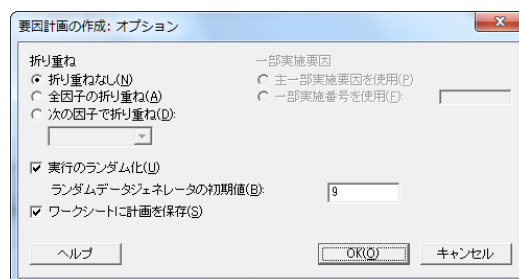 要因計画の作成: オプション
折り重ね
折り重ねなし(N)
全因子の折り重ね(A)
次の因子で折り重ね(D):
一部実施要因
主一部実施要因を使用(P)
一部実施番号を使用(F):
実行のランダム化(U)
ランダムデータジェネレータの初期値(B): 9
ワークシートに計画を保存(S)
ヘルプ OK(O) キャンセル